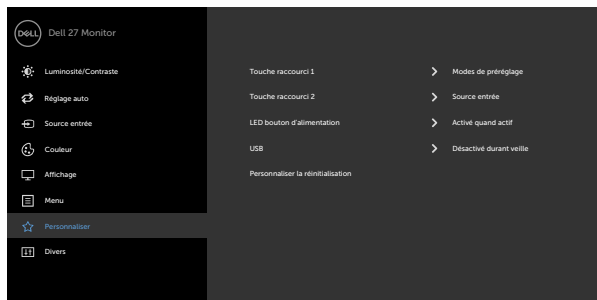 DELL Dell 27 Monitor
Luminosité/Contraste
Réglage auto
Source entrée
Couleur
Affichage
Menu
Personnaliser
Divers
Touche raccourci 1 Modes de préréglage
Touche raccourci 2 Source entrée
LED bouton d'alimentation Activé quand actif
USB Désactivé durant veille
Personnaliser la réinitialisation